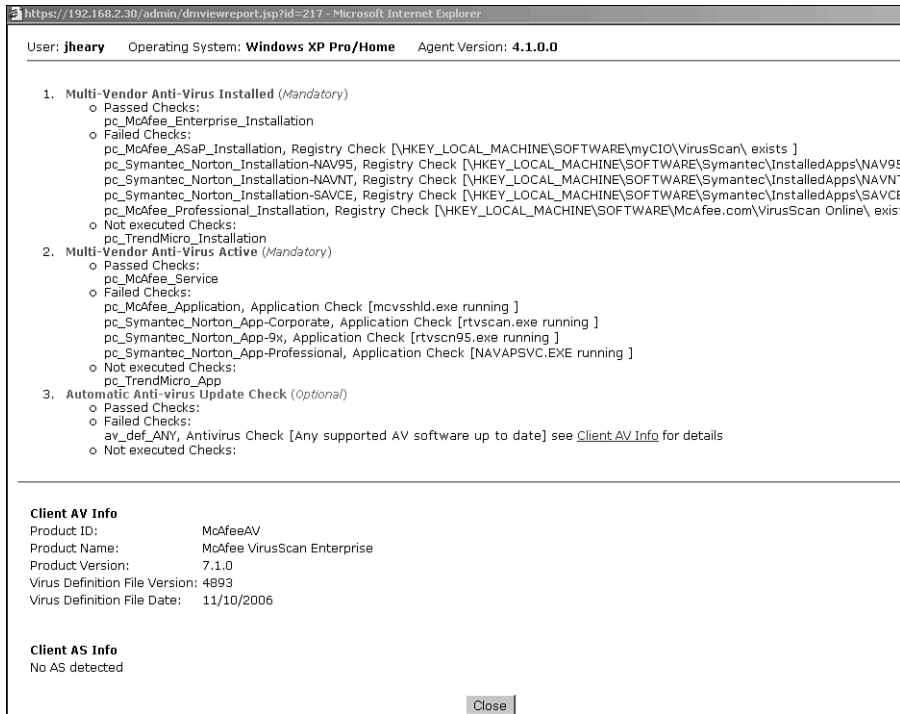 https://192.168.2.30/admin/dmviewreport.jsp?id=217 - Microsoft Internet Explorer
User: jheary Operating System: Windows XP Pro/Home Agent Version: 4.1.0.0
1. Multi-Vendor Anti-Virus Installed (Mandatory)
o Passed Checks:
pc_McAfee_Enterprise_Installation
o Failed Checks:
pc_McAfee_ASaP_Installation, Registry Check [\HKEY_LOCAL_MACHINE\SOFTWARE\myCIO\VirusScan\ exists ]
pc_Symantec_Norton_Installation-NAV95, Registry Check [\HKEY_LOCAL_MACHINE\SOFTWARE\Symantec\InstalledApps\NAV95
pc_Symantec_Norton_Installation-NAVNT, Registry Check [\HKEY_LOCAL_MACHINE\SOFTWARE\Symantec\InstalledApps\NAVNT
pc_Symantec_Norton_Installation-SAVCE, Registry Check [\HKEY_LOCAL_MACHINE\SOFTWARE\Symantec\InstalledApps\SAVCE
pc_McAfee_Professional_Installation, Registry Check [\HKEY_LOCAL_MACHINE\SOFTWARE\McAfee.com\VirusScan Online\ exist
o Not executed Checks:
pc_TrendMicro_Installation
2. Multi-Vendor Anti-Virus Active (Mandatory)
o Passed Checks:
pc_McAfee_Service
o Failed Checks:
pc_McAfee_Application, Application Check [mcvsshld.exe running ]
pc_Symantec_Norton_App-Corporate, Application Check [rtvscan.exe running ]
pc_Symantec_Norton_App-9x, Application Check [rtvscn95.exe running ]
pc_Symantec_Norton_App-Professional, Application Check [NAVAPSVC.EXE running ]
o Not executed Checks:
pc_TrendMicro_App
3. Automatic Anti-virus Update Check (Optional)
o Passed Checks:
o Failed Checks:
av_def_ANY, Antivirus Check [Any supported AV software up to date] see Client AV Info for details
o Not executed Checks:
Client AV Info
Product ID: McAfeeAV
Product Name: McAfee VirusScan Enterprise
Product Version: 7.1.0
Virus Definition File Version: 4893
Virus Definition File Date: 11/10/2006
Client AS Info
No AS detected
Close